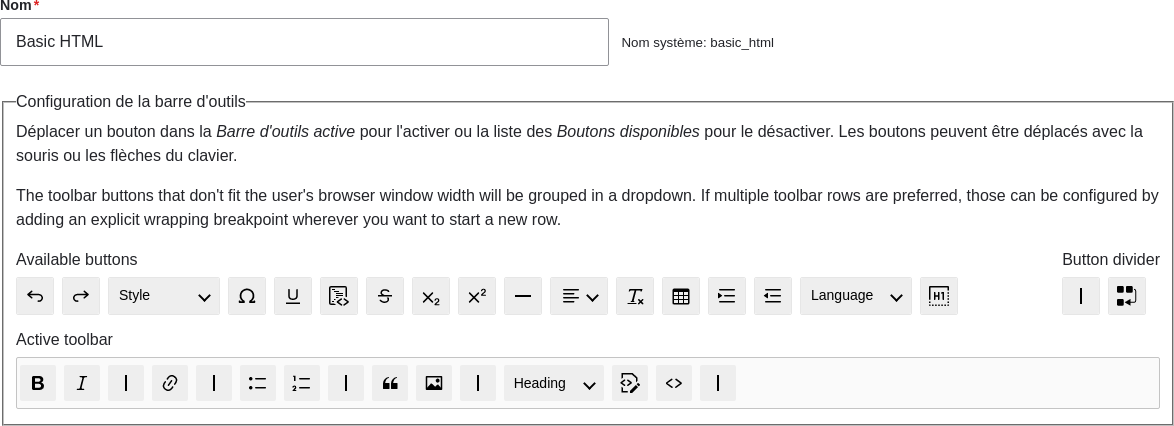 Nom*
Basic HTML
Nom système: basic_html
Configuration de la barre d'outils
Déplacer un bouton dans la Barre d'outils active pour l'activer ou la liste des Boutons disponibles pour le désactiver. Les boutons peuvent être déplacés avec la
souris ou les flèches du clavier.
The toolbar buttons that don't fit the user's browser window width will be grouped in a dropdown. If multiple toolbar rows are preferred, those can be configured by
adding an explicit wrapping breakpoint wherever you want to start a new row.
Available buttons
Button divider
Style
Language
Active toolbar
Heading